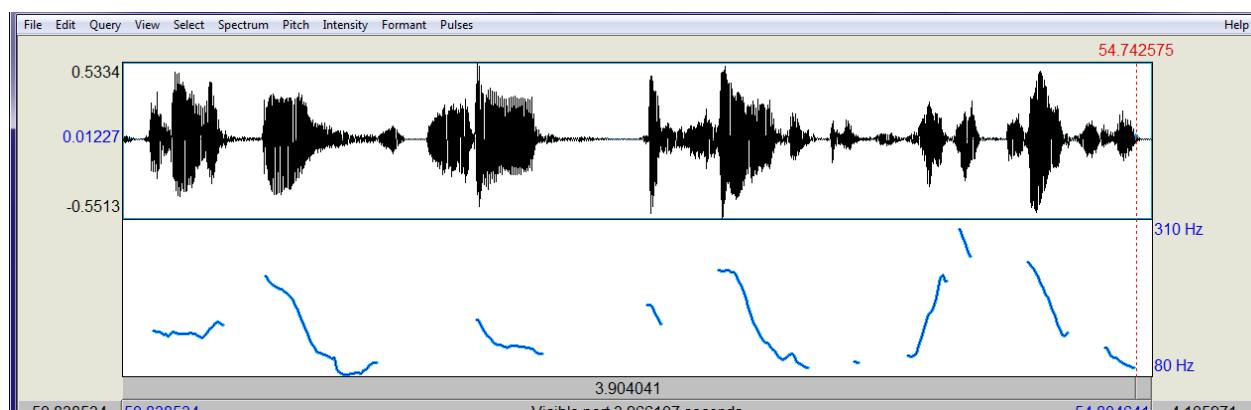 File Edit Query View Select Spectrum Pitch Intensity Formant Pulses Help
54.742575
0.5334
0.01227
-0.5513
310 Hz
80 Hz
3.904041